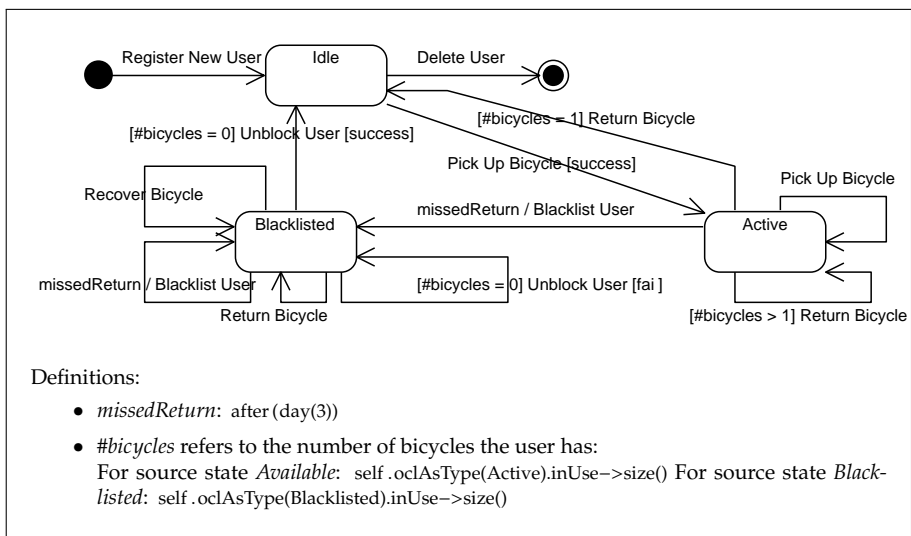 Register New User
Idle
Delete User
[#bicycles = 0] Unblock User [success]
[#bicycles = 1] Return Bicycle
Pick Up Bicycle [success]
Recover Bicycle
Pick Up Bicycle
Blacklisted
missedReturn / Blacklist User
Active
missedReturn / Blacklist User
[#bicycles = 0] Unblock User [fai ]
Return Bicycle
[#bicycles > 1] Return Bicycle
Definitions:
• missedReturn: after(day(3))
• #bicycles refers to the number of bicycles the user has:
For source state Available: self.oclAsType(Active).inUse−>size() For source state Black-
listed: self.oclAsType(Blacklisted).inUse−>size()